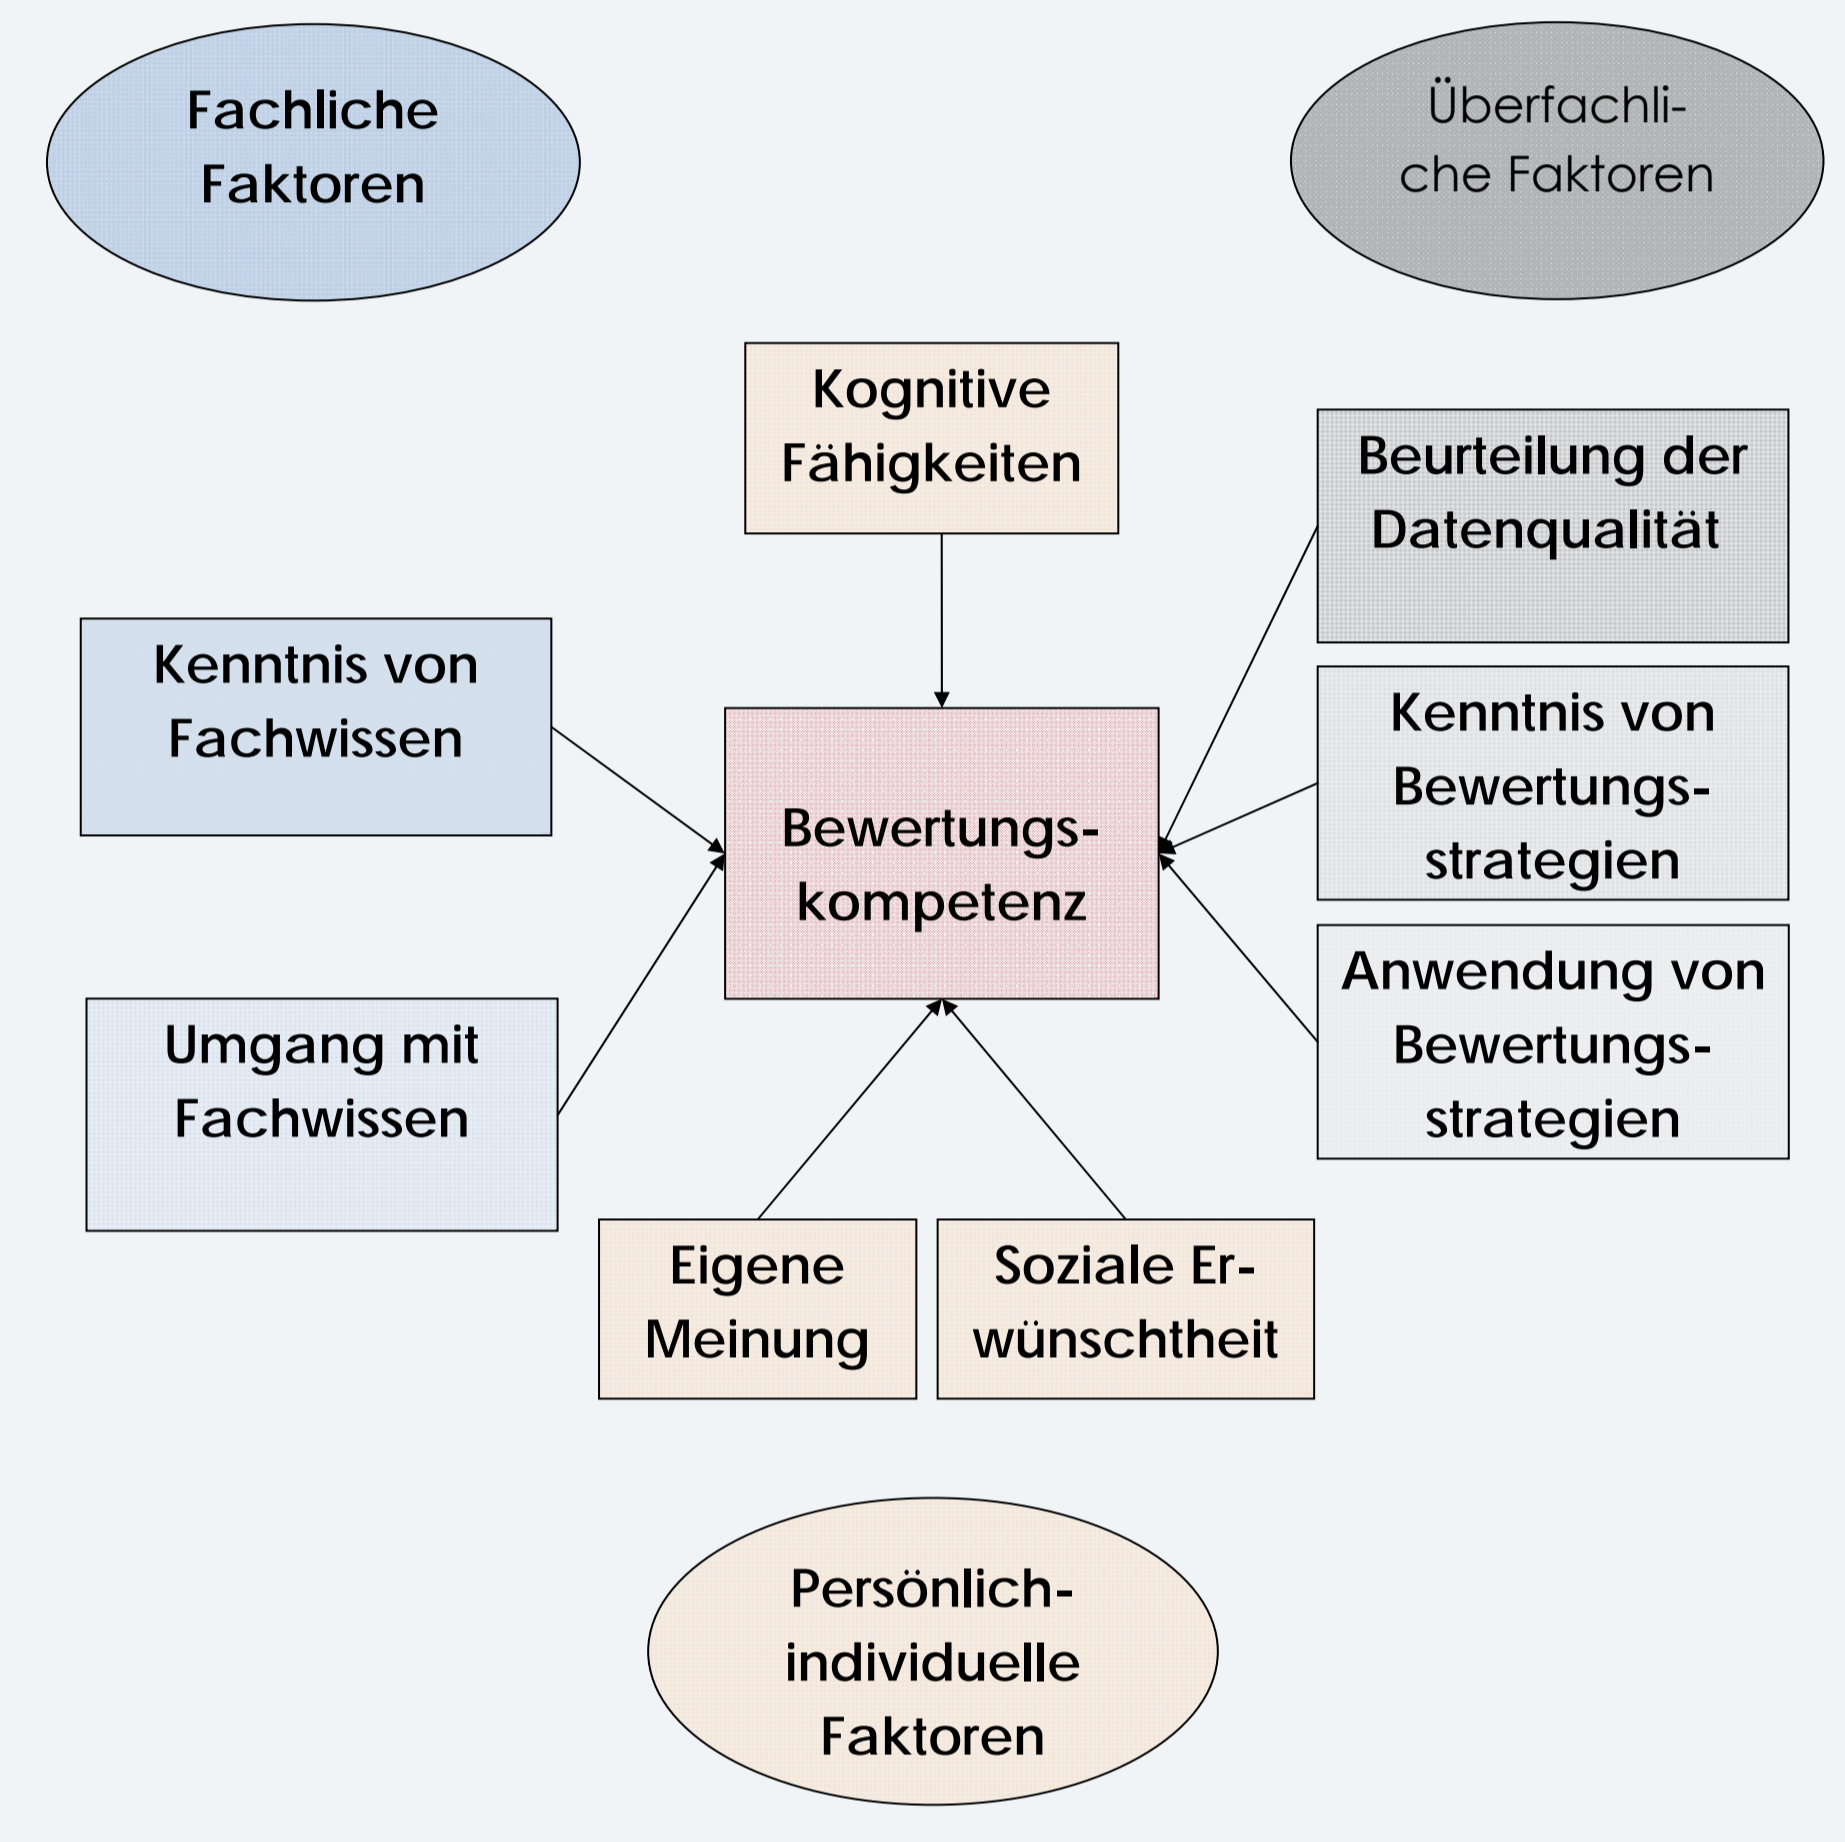 Fachliche
Faktoren
Überfachli-
che Faktoren
Kognitive
Fähigkeiten
Beurteilung der
Datenqualität
Kenntnis von
Fachwissen
Kenntnis von
Bewertungs-
strategien
Bewertungs-
kompetenz
Anwendung von
Bewertungs-
strategien
Umgang mit
Fachwissen
Eigene
Meinung
Soziale Er-
wünschtheit
Persönlich-
individuelle
Faktoren